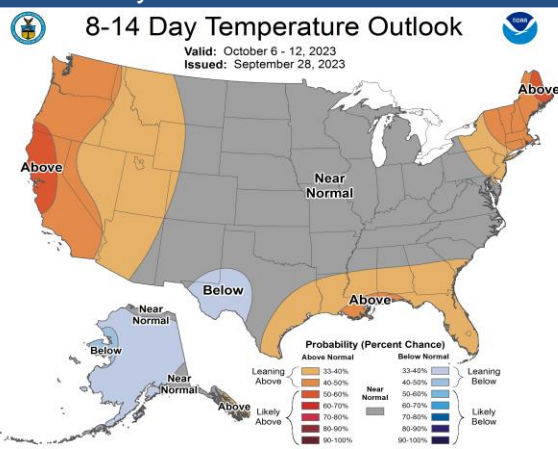 8-14 Day Temperature Outlook
Valid: October 6 - 12, 2023
Issued: September 28, 2023
NOAA
Above
Above
Near
Normal
Below
Above
Near
Normal
Below
Near
Normal
Above
Probability (Percent Chance)
Above Normal Below Normal
Leaning
Above
33-40% 33-40%
40-50% 40-50%
Leaning
Below
Near
Normal
Likely
Above
50-60% 50-60%
60-70% 60-70%
70-80% 70-80%
80-90% 80-90%
90-100% 90-100%
Likely
Below